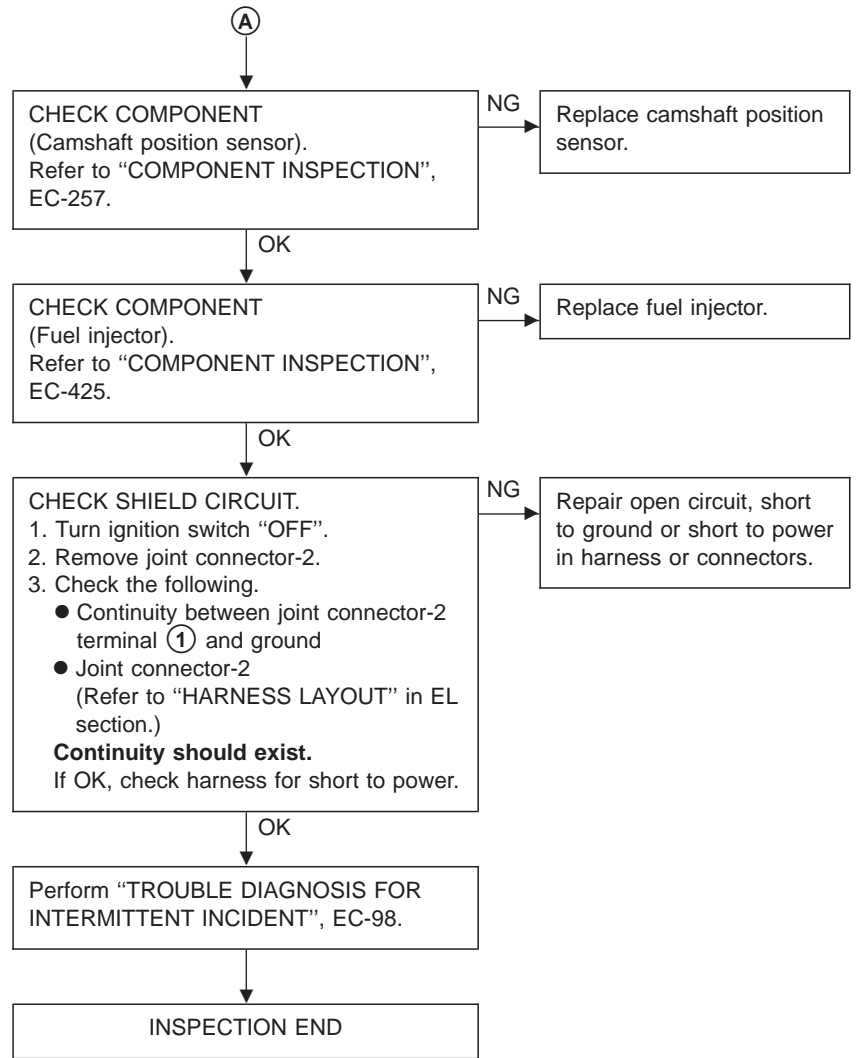 A
CHECK COMPONENT
(Camshaft position sensor).
Refer to ‘‘COMPONENT INSPECTION’’,
EC-257.
NG
Replace camshaft position
sensor.
OK
CHECK COMPONENT
(Fuel injector).
Refer to ‘‘COMPONENT INSPECTION’’,
EC-425.
NG
Replace fuel injector.
OK
CHECK SHIELD CIRCUIT.
1. Turn ignition switch ‘‘OFF’’.
2. Remove joint connector-2.
3. Check the following.
● Continuity between joint connector-2
terminal ① and ground
● Joint connector-2
(Refer to ‘‘HARNESS LAYOUT’’ in EL
section.)
Continuity should exist.
If OK, check harness for short to power.
NG
Repair open circuit, short
to ground or short to power
in harness or connectors.
OK
Perform ‘‘TROUBLE DIAGNOSIS FOR
INTERMITTENT INCIDENT’’, EC-98.
INSPECTION END